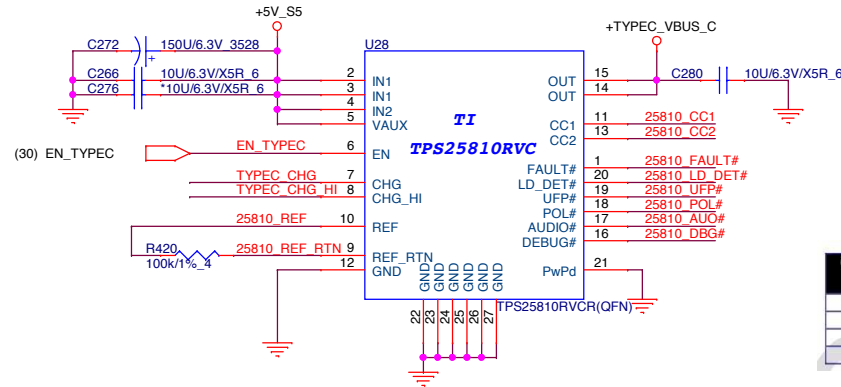 +5V_S5
+TYPEC_VBUS_C
C272 150U/6.3V_3528
+
U28
C266 10U/6.3V/X5R_6
C276 *10U/6.3V/X5R_6
C280 10U/6.3V/X5R_6
2 IN1
3 IN1
4 IN2
5 VAUX
OUT 15
OUT 14
TI
TPS25810RVC
CC1 11 25810_CC1
CC2 13 25810_CC2
(30) EN_TYPEC EN_TYPEC 6 EN
FAULT# 1 25810_FAULT#
LD_DET# 20 25810_LD_DET#
UFP# 19 25810_UFP#
POL# 18 25810_POL#
AUDIO# 17 25810_AUO#
DEBUG# 16 25810_DBG#
TYPEC_CHG 7 CHG
TYPEC_CHG_HI 8 CHG_HI
25810_REF 10 REF
R420 25810_REF_RTN 9 REF_RTN
100k/1%_4
12 GND
PwPd 21
GND GND GND GND GND GND
22 23 24 25 26 27
TPS25810RVCR(QFN)